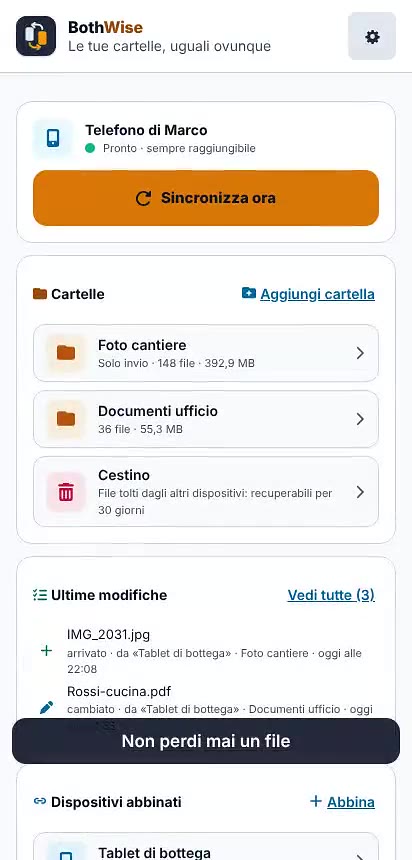 BothWise
Le tue cartelle, uguali ovunque
Telefono di Marco
Pronto · sempre raggiungibile
Sincronizza ora
Cartelle
Aggiungi cartella
Foto cantiere
Solo invio · 148 file · 392,9 MB
Documenti ufficio
36 file · 55,3 MB
Cestino
File tolti dagli altri dispositivi: recuperabili per
30 giorni
Ultime modifiche
Vedi tutte (3)
IMG_2031.jpg
arrivato · da «Tablet di bottega» · Foto cantiere · oggi alle
22:08
Rossi-cucina.pdf
cambiato · da «Tablet di bottega» · Documenti ufficio · oggi
Non perdi mai un file
Dispositivi abbinati
Abbina
Tablet di bottega